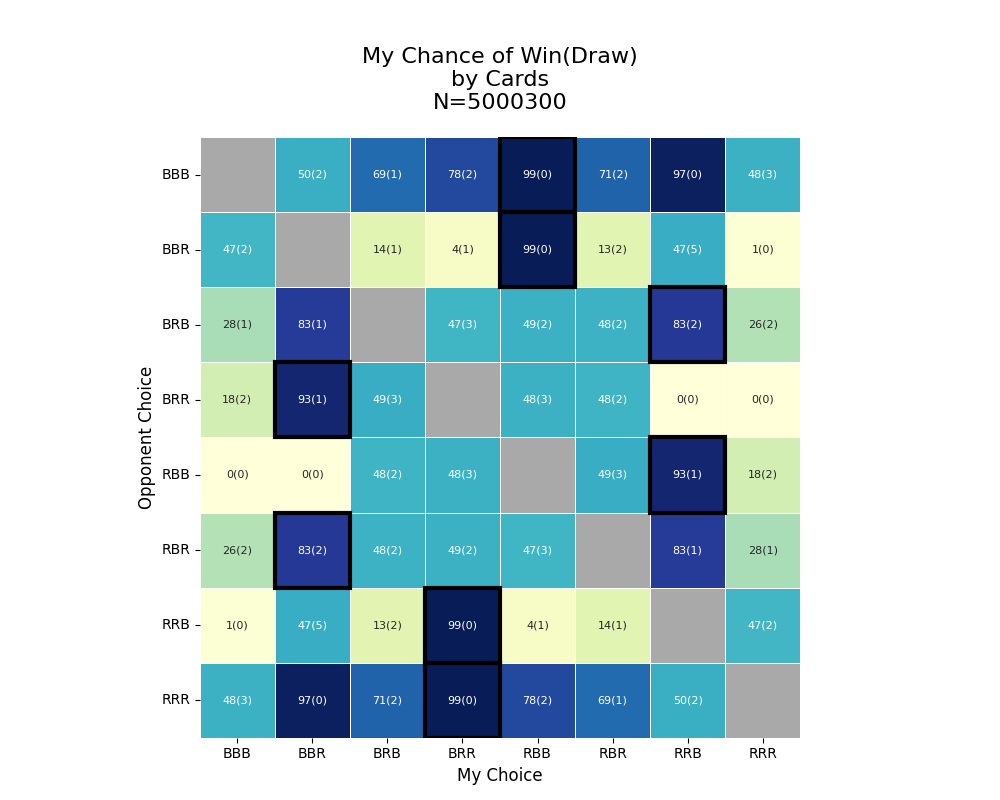 My Chance of Win(Draw)
by Cards
N=5000300
Opponent Choice
BBB 50(2) 69(1) 78(2) 99(0) 71(2) 97(0) 48(3)
BBR 47(2) 14(1) 4(1) 99(0) 13(2) 47(5) 1(0)
BRB 28(1) 83(1) 47(3) 49(2) 48(2) 83(2) 26(2)
BRR 18(2) 93(1) 49(3) 48(3) 48(2) 0(0) 0(0)
RBB 0(0) 0(0) 48(2) 48(3) 49(3) 93(1) 18(2)
RBR 26(2) 83(2) 48(2) 49(2) 47(3) 83(1) 28(1)
RRB 1(0) 47(5) 13(2) 99(0) 4(1) 14(1) 47(2)
RRR 48(3) 97(0) 71(2) 99(0) 78(2) 69(1) 50(2)
BBB BBR BRB BRR RBB RBR RRB RRR
My Choice